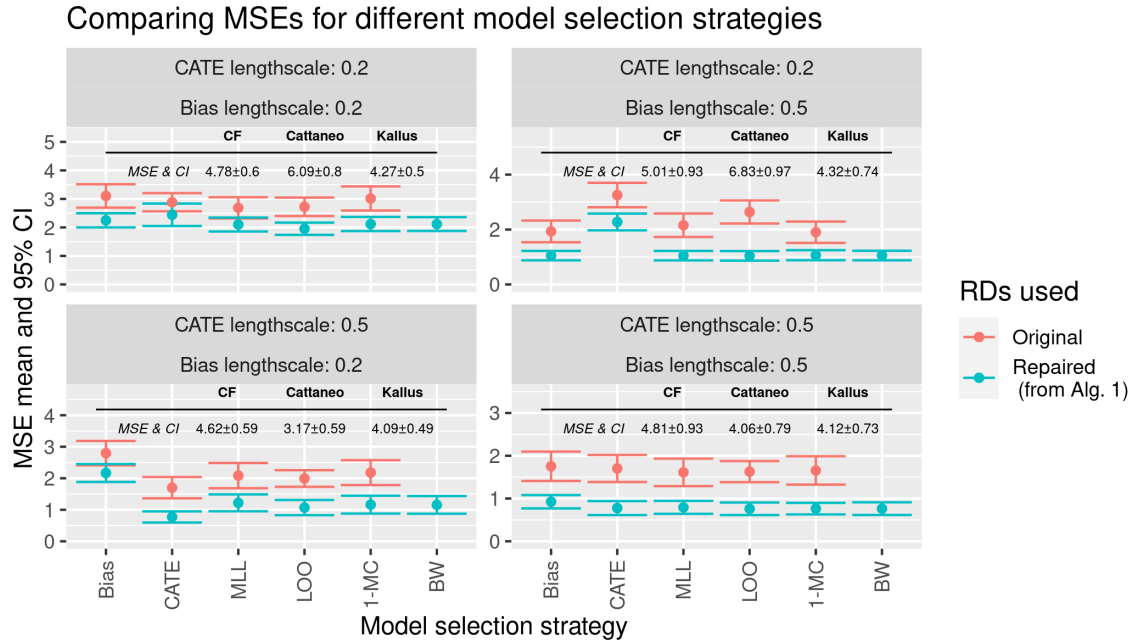 Comparing MSEs for different model selection strategies
MSE mean and 95% CI
CATE lengthscale: 0.2
Bias lengthscale: 0.2
CF Cattaneo Kallus
MSE & CI 4.78±0.6 6.09±0.8 4.27±0.5
5
4
3
2
1
0
CATE lengthscale: 0.2
Bias lengthscale: 0.5
CF Cattaneo Kallus
MSE & CI 5.01±0.93 6.83±0.97 4.32±0.74
4
2
0
CATE lengthscale: 0.5
Bias lengthscale: 0.2
CF Cattaneo Kallus
MSE & CI 4.62±0.59 3.17±0.59 4.09±0.49
4
3
2
1
0
Bias CATE MLL LOO 1-MC BW
CATE lengthscale: 0.5
Bias lengthscale: 0.5
CF Cattaneo Kallus
MSE & CI 4.81±0.93 4.06±0.79 4.12±0.73
3
2
1
0
Bias CATE MLL LOO 1-MC BW
Model selection strategy
RDs used
Original
Repaired
(from Alg. 1)